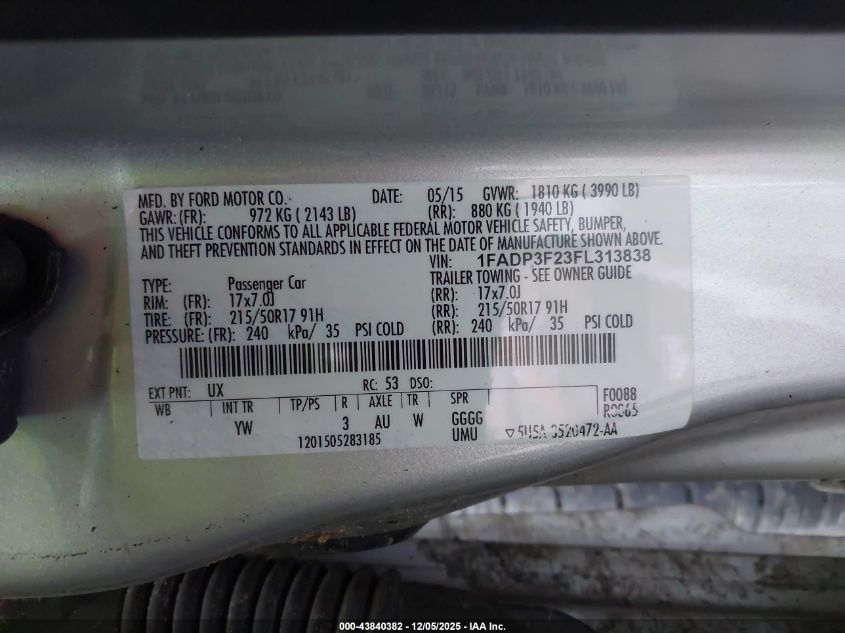 MFD. BY FORD MOTOR CO. DATE: 05/15 GVWR: 1810 KG ( 3990 LB)
GAWR: (FR): 972 KG ( 2143 LB) (RR): 880 KG ( 1940 LB)
THIS VEHICLE CONFORMS TO ALL APPLICABLE FEDERAL MOTOR VEHICLE SAFETY, BUMPER,
AND THEFT PREVENTION STANDARDS IN EFFECT ON THE DATE OF MANUFACTURE SHOWN ABOVE.
VIN: 1FADP3F23FL313838
TYPE: Passenger Car TRAILER TOWING - SEE OWNER GUIDE
RIM: (FR): 17x7.0J (RR): 17x7.0J
TIRE: (FR): 215/50R17 91H (RR): 215/50R17 91H
PRESSURE: (FR): 240 kPa/ 35 PSI COLD (RR): 240 kPa/ 35 PSI COLD
EXT PNT: UX RC: 53 DSO: F0088
WB INT TR TP/PS R AXLE TR SPR
YW 3 AU W GGGG
1201505283185 UMU
000-43840382 - 12/05/2025 - IAA Inc.